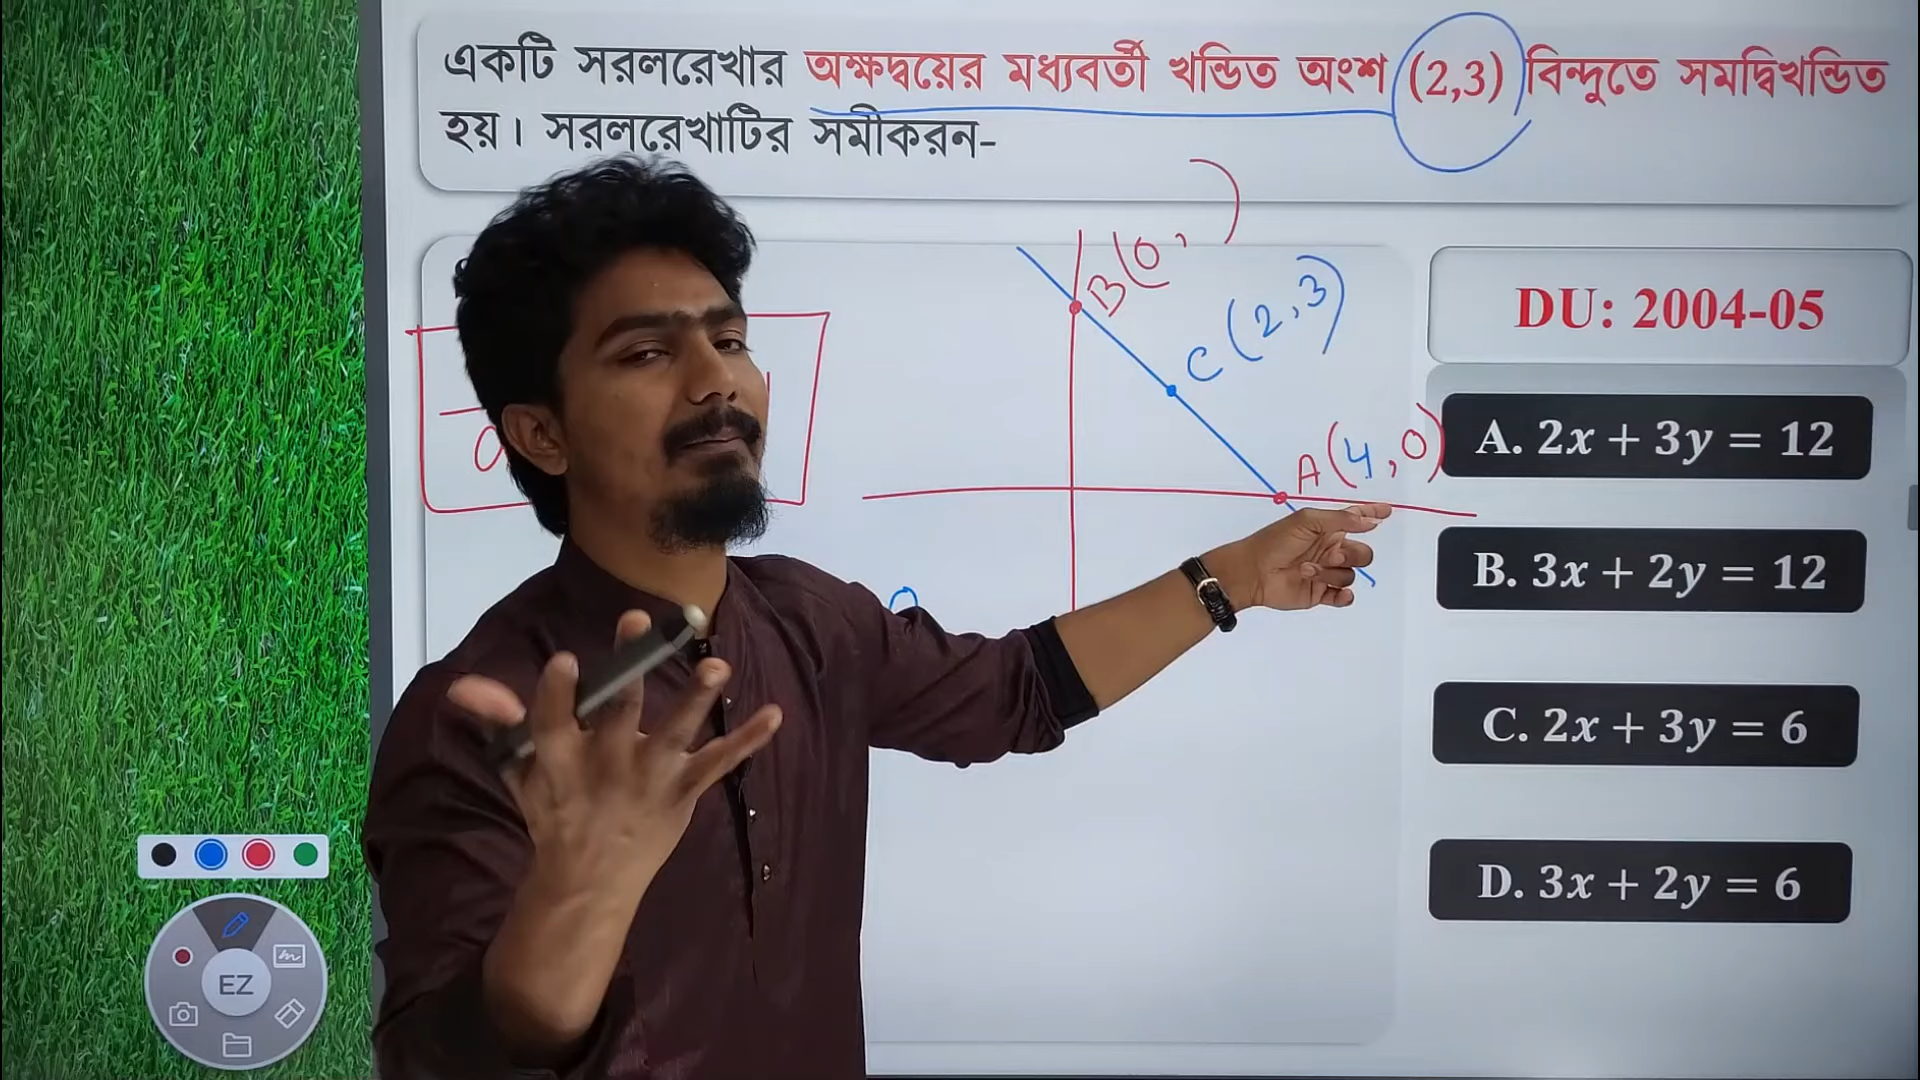 একটি সরলরেখার অক্ষদ্বয়ের মধ্যবর্তী খন্ডিত অংশ (2,3) বিন্দুতে সমদ্বিখন্ডিত
হয়। সরলরেখাটির সমীকরন-
B(0, )
C (2,3)
A(4,0)
a
DU: 2004-05
A. 2x + 3y = 12
B. 3x + 2y = 12
C. 2x + 3y = 6
D. 3x + 2y = 6
EZ